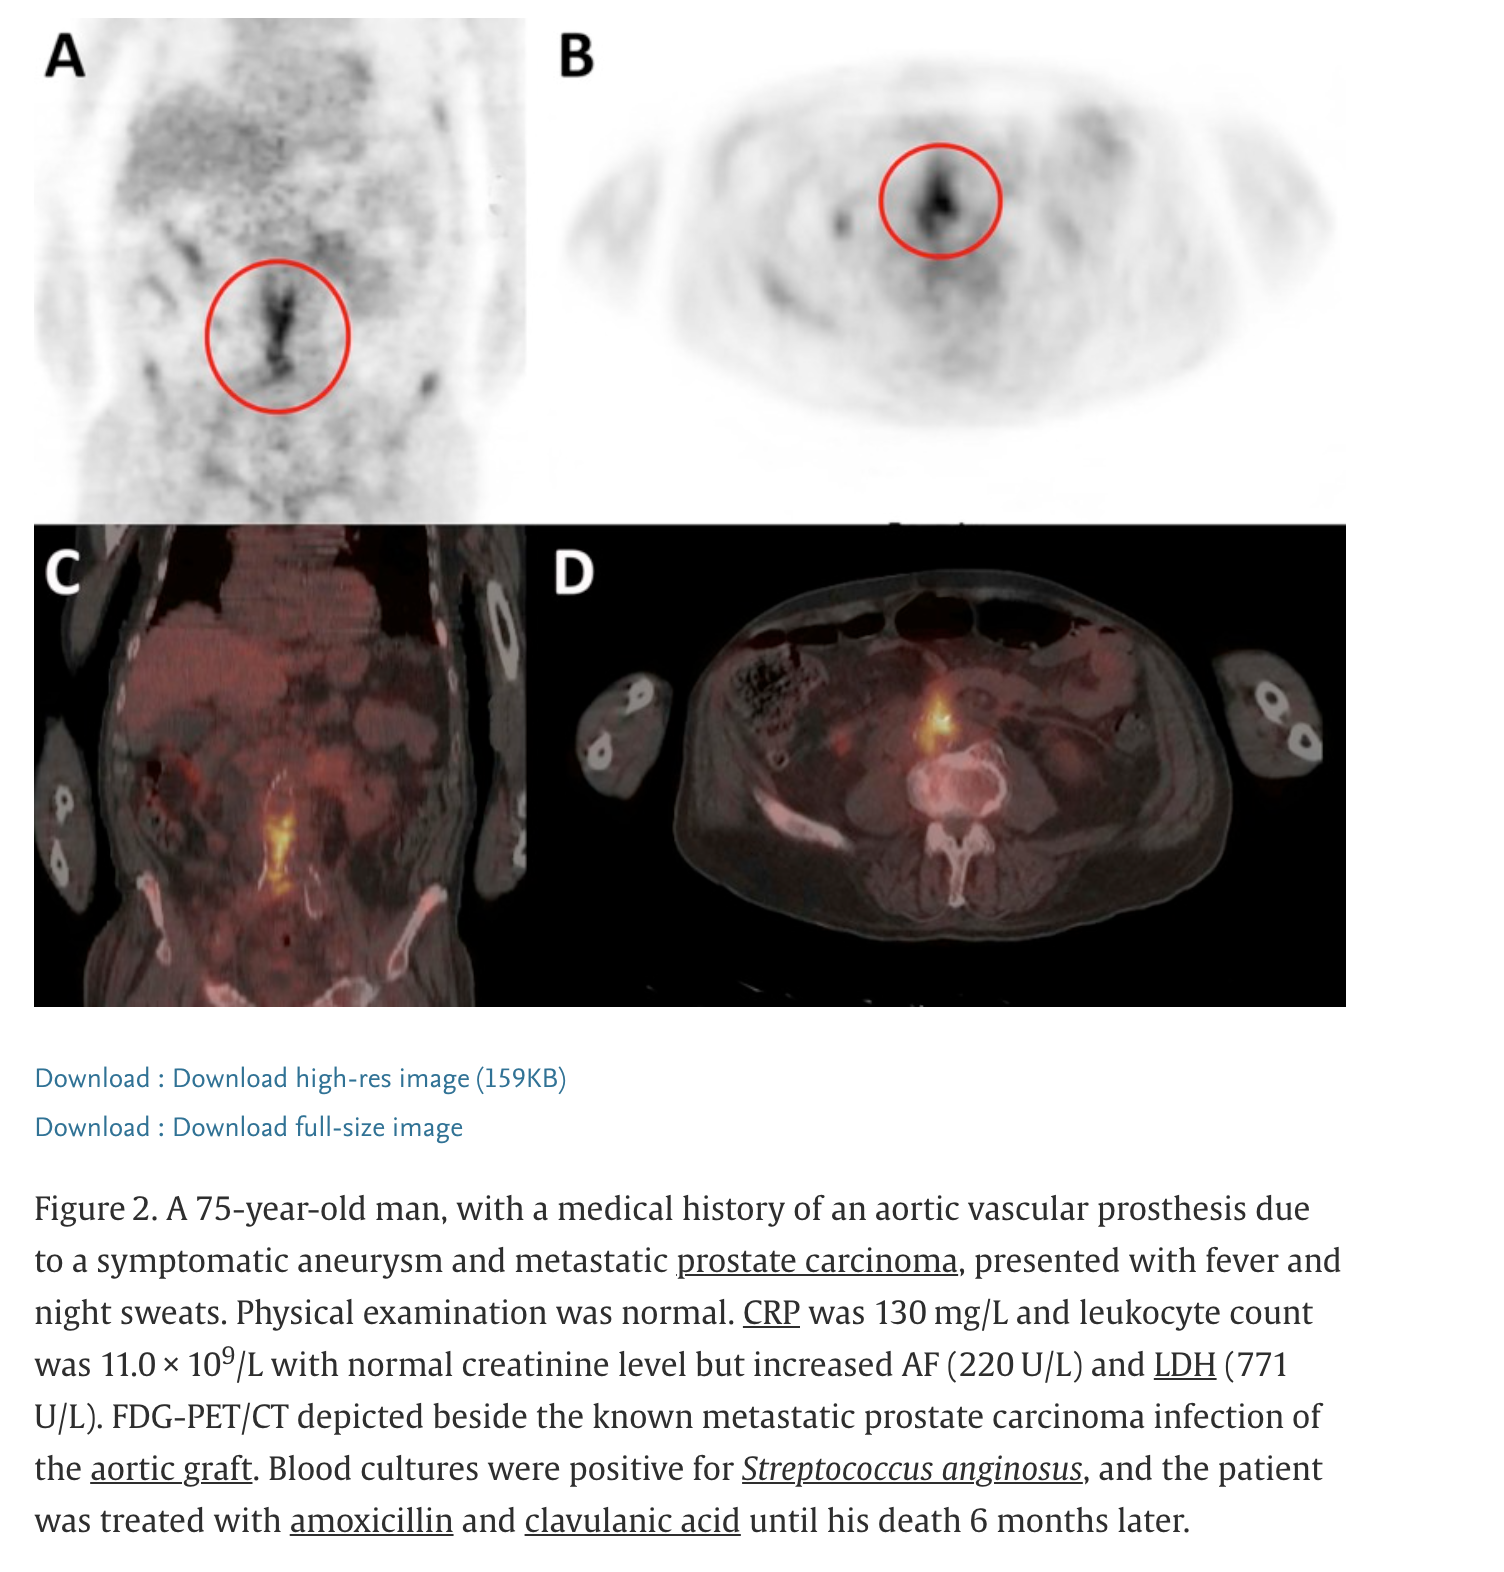 A
B
C
D
Download : Download high-res image (159KB)
Download : Download full-size image
Figure 2. A 75-year-old man, with a medical history of an aortic vascular prosthesis due
to a symptomatic aneurysm and metastatic prostate carcinoma, presented with fever and
night sweats. Physical examination was normal. CRP was 130 mg/L and leukocyte count
was 11.0 × 10⁹/L with normal creatinine level but increased AF (220 U/L) and LDH (771
U/L). FDG-PET/CT depicted beside the known metastatic prostate carcinoma infection of
the aortic graft. Blood cultures were positive for Streptococcus anginosus, and the patient
was treated with amoxicillin and clavulanic acid until his death 6 months later.